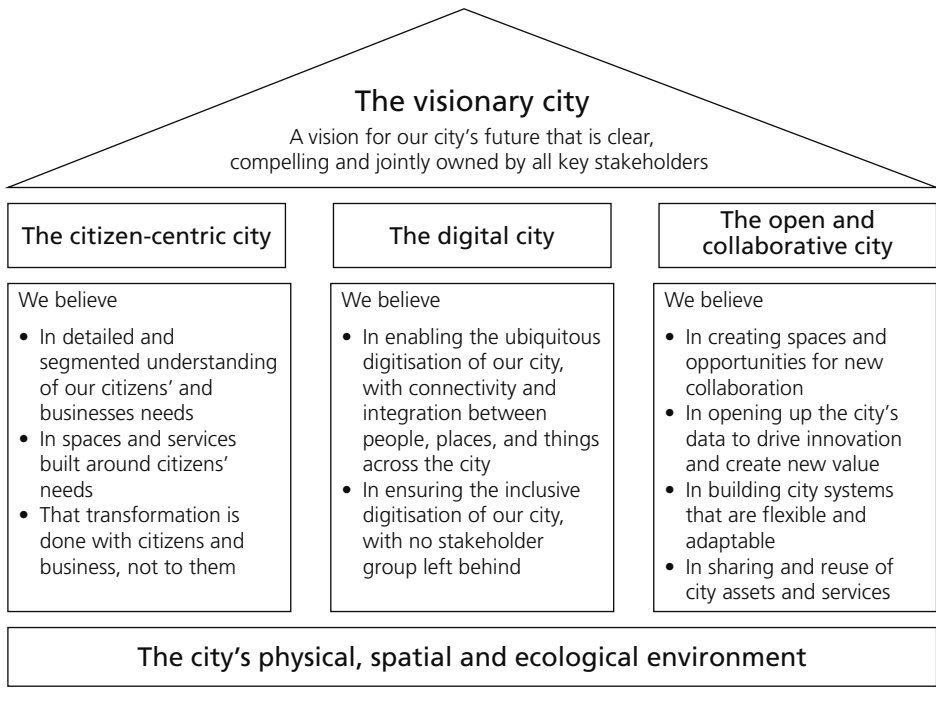 The visionary city
A vision for our city's future that is clear,
compelling and jointly owned by all key stakeholders
The citizen-centric city
We believe
• In detailed and
segmented understanding
of our citizens' and
businesses needs
• In spaces and services
built around citizens'
needs
• That transformation is
done with citizens and
business, not to them
The digital city
We believe
• In enabling the ubiquitous
digitisation of our city,
with connectivity and
integration between
people, places, and things
across the city
• In ensuring the inclusive
digitisation of our city,
with no stakeholder
group left behind
The open and
collaborative city
We believe
• In creating spaces and
opportunities for new
collaboration
• In opening up the city's
data to drive innovation
and create new value
• In building city systems
that are flexible and
adaptable
• In sharing and reuse of
city assets and services
The city's physical, spatial and ecological environment